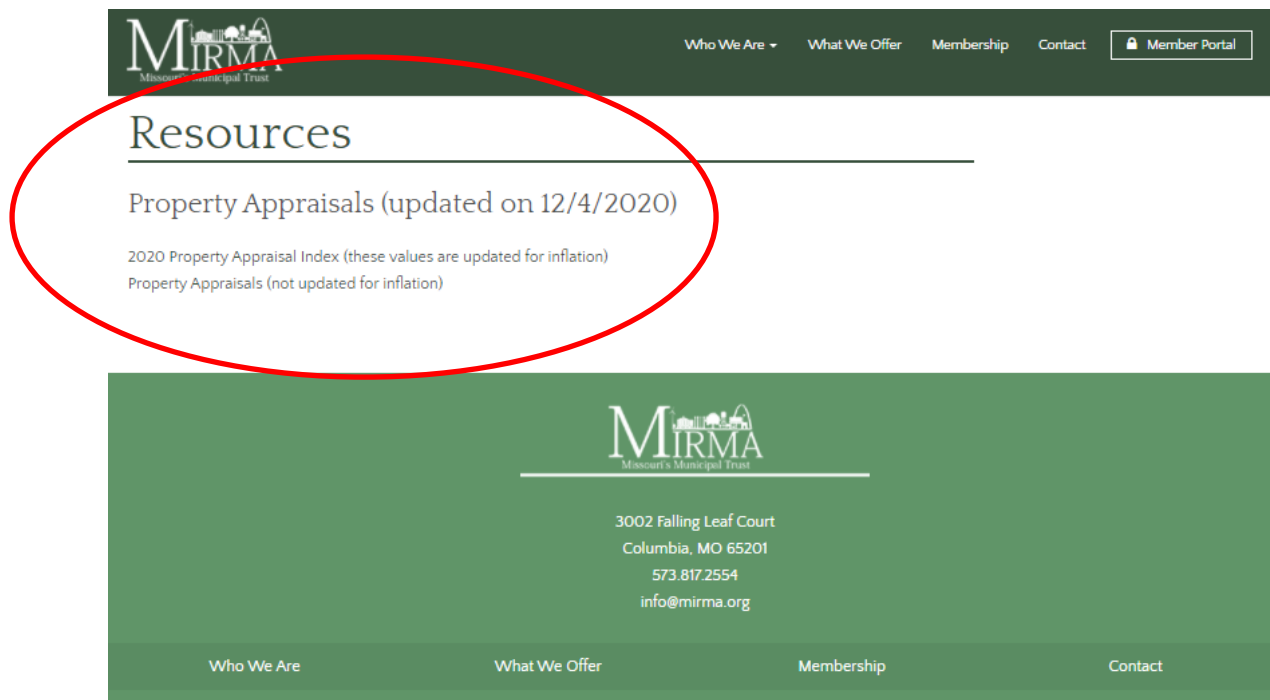 MIRMA
Missouri's Municipal Trust
Who We Are What We Offer Membership Contact Member Portal
Resources
Property Appraisals (updated on 12/4/2020)
2020 Property Appraisal Index (these values are updated for inflation)
Property Appraisals (not updated for inflation)
MIRMA
Missouri's Municipal Trust
3002 Falling Leaf Court
Columbia, MO 65201
573.817.2554
info@mirma.org
Who We Are What We Offer Membership Contact